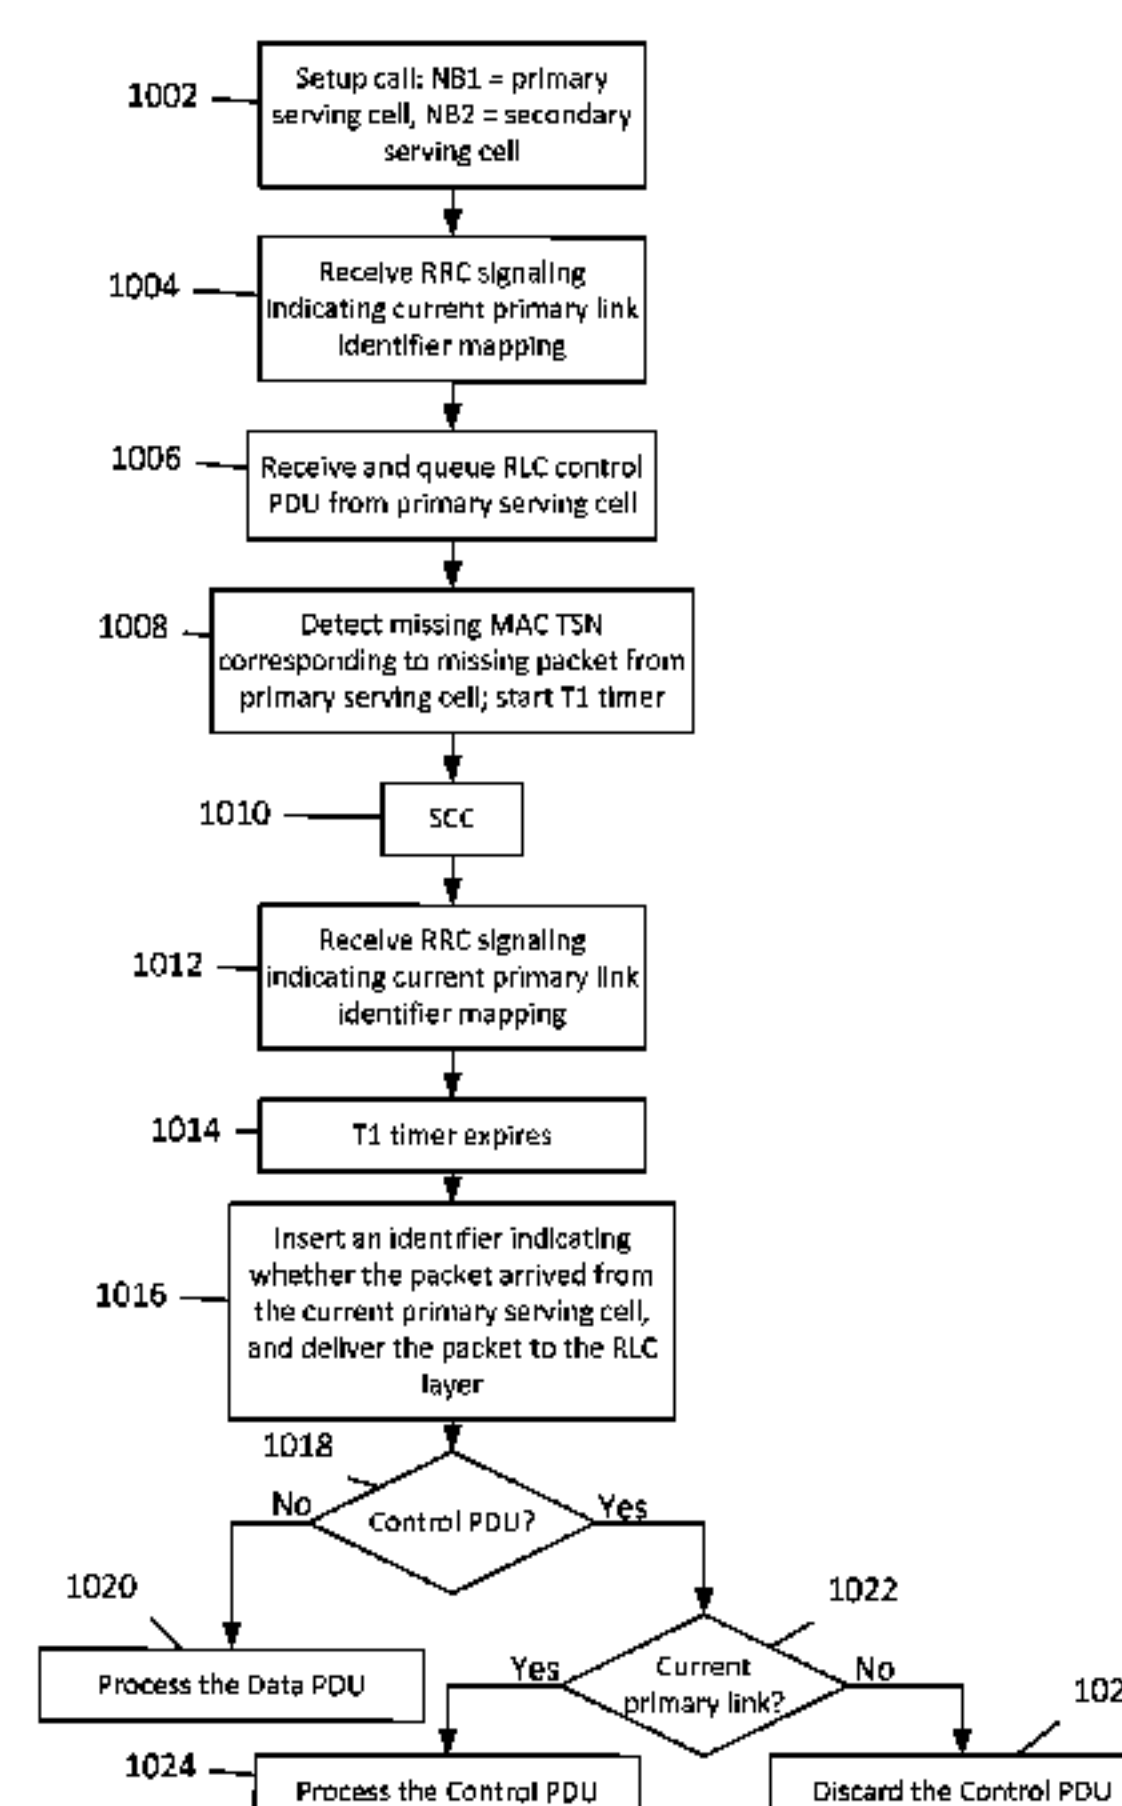 1002
Setup call: NB1 = primary
serving cell, NB2 = secondary
serving cell
1004
Receive RRC signaling
indicating current primary link
identifier mapping
1006
Receive and queue RLC control
PDU from primary serving cell
1008
Detect missing MAC TSN
corresponding to missing packet from
primary serving cell; start T1 timer
1010
SCC
1012
Receive RRC signaling
indicating current primary link
identifier mapping
1014
T1 timer expires
1016
Insert an identifier indicating
whether the packet arrived from
the current primary serving cell,
and deliver the packet to the RLC
layer
1018
No
Control PDU?
Yes
1020
Process the Data PDU
1022
Yes
Current
primary link?
No
102
1024
Process the Control PDU
Discard the Control PDU